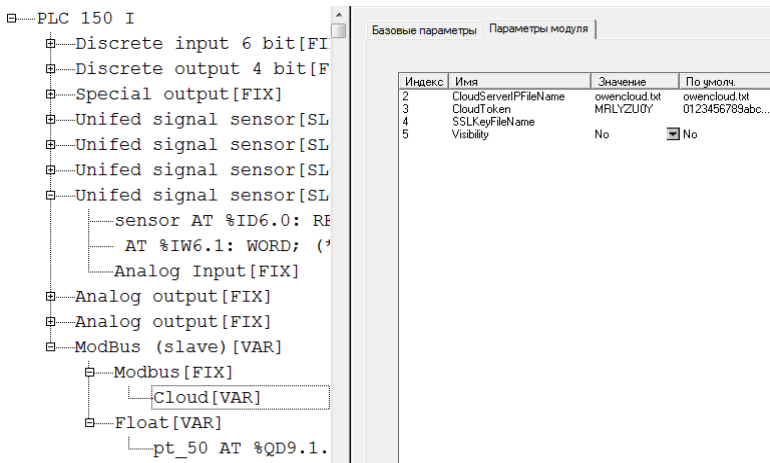 PLC 150 I
Discrete input 6 bit[FI
Discrete output 4 bit[F
Special output[FIX]
Unifed signal sensor[SL
Unifed signal sensor[SL
Unifed signal sensor[SL
Unifed signal sensor[SL
sensor AT %ID6.0: RE
AT %IW6.1: WORD; (*
Analog Input[FIX]
Analog output[FIX]
Analog output[FIX]
ModBus (slave)[VAR]
Modbus[FIX]
Cloud[VAR]
Float[VAR]
pt_50 AT %QD9.1.
Базовые параметры Параметры модуля
Индекс Имя Значение По умолч.
2 CloudServerIPFileName owencloud.txt owencloud.txt
3 CloudToken MRLYZU0Y 0123456789abc...
4 SSLKeyFileName
5 Visibility No No